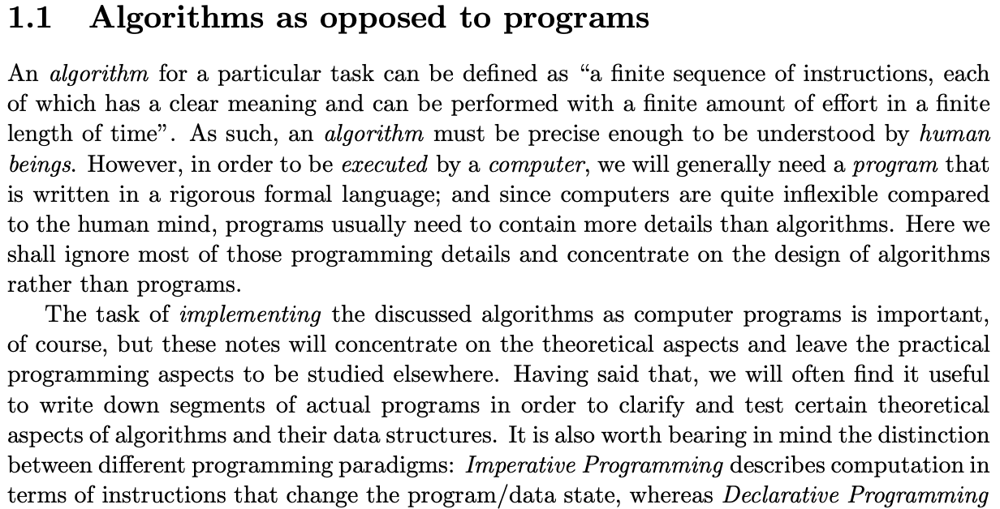 1.1 Algorithms as opposed to programs
An algorithm for a particular task can be defined as “a finite sequence of instructions, each
of which has a clear meaning and can be performed with a finite amount of effort in a finite
length of time”. As such, an algorithm must be precise enough to be understood by human
beings. However, in order to be executed by a computer, we will generally need a program that
is written in a rigorous formal language; and since computers are quite inflexible compared
to the human mind, programs usually need to contain more details than algorithms. Here we
shall ignore most of those programming details and concentrate on the design of algorithms
rather than programs.
The task of implementing the discussed algorithms as computer programs is important,
of course, but these notes will concentrate on the theoretical aspects and leave the practical
programming aspects to be studied elsewhere. Having said that, we will often find it useful
to write down segments of actual programs in order to clarify and test certain theoretical
aspects of algorithms and their data structures. It is also worth bearing in mind the distinction
between different programming paradigms: Imperative Programming describes computation in
terms of instructions that change the program/data state, whereas Declarative Programming